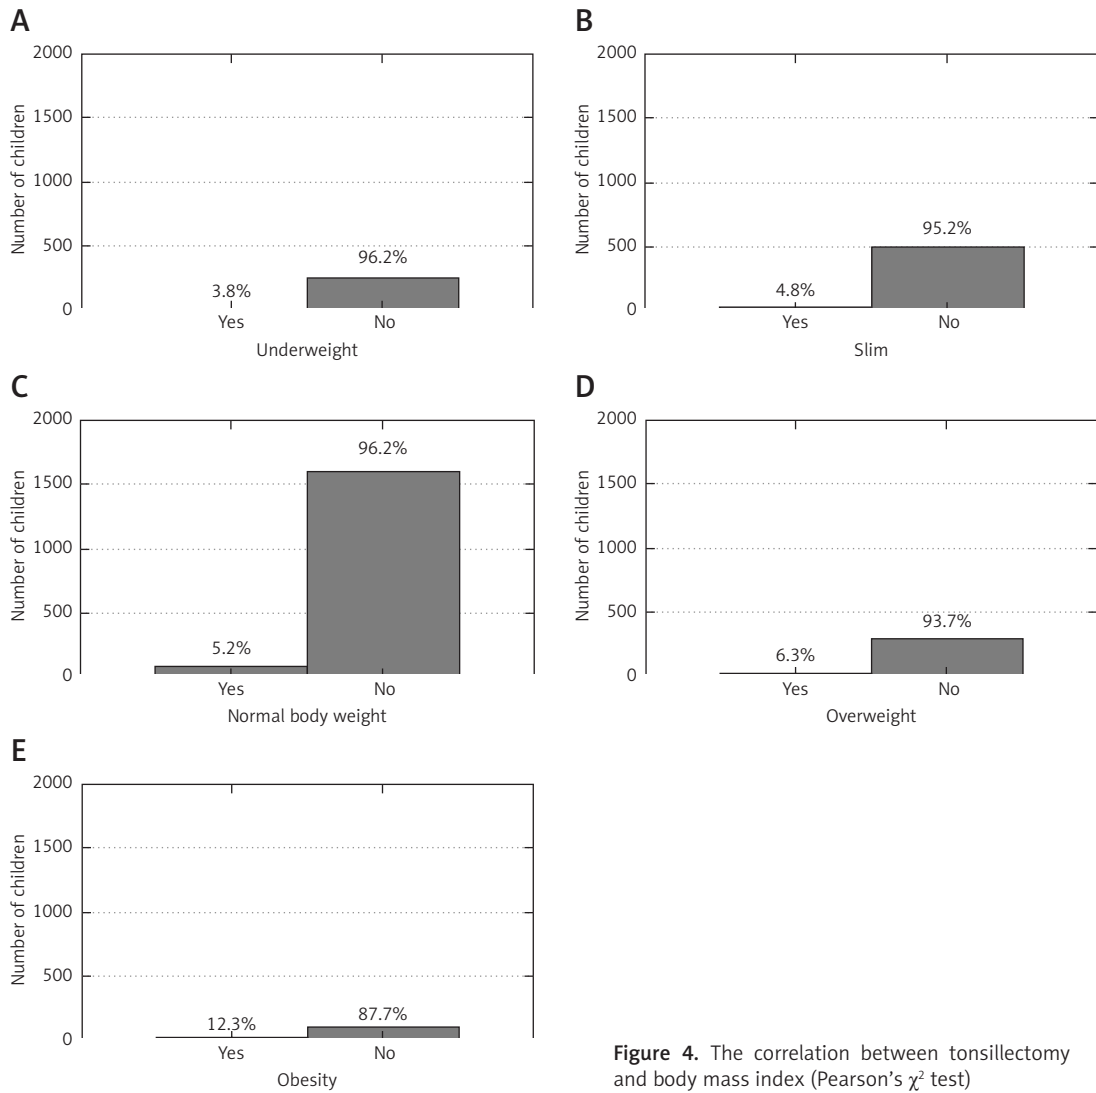 A
2000
1500
1000
500
0
Number of children
3.8%
96.2%
Yes
No
Underweight
B
2000
1500
1000
500
0
Number of children
4.8%
95.2%
Yes
No
Slim
C
2000
1500
1000
500
0
Number of children
5.2%
96.2%
Yes
No
Normal body weight
D
2000
1500
1000
500
0
Number of children
6.3%
93.7%
Yes
No
Overweight
E
2000
1500
1000
500
0
Number of children
12.3%
87.7%
Yes
No
Obesity
Figure 4. The correlation between tonsillectomy
and body mass index (Pearson's χ² test)